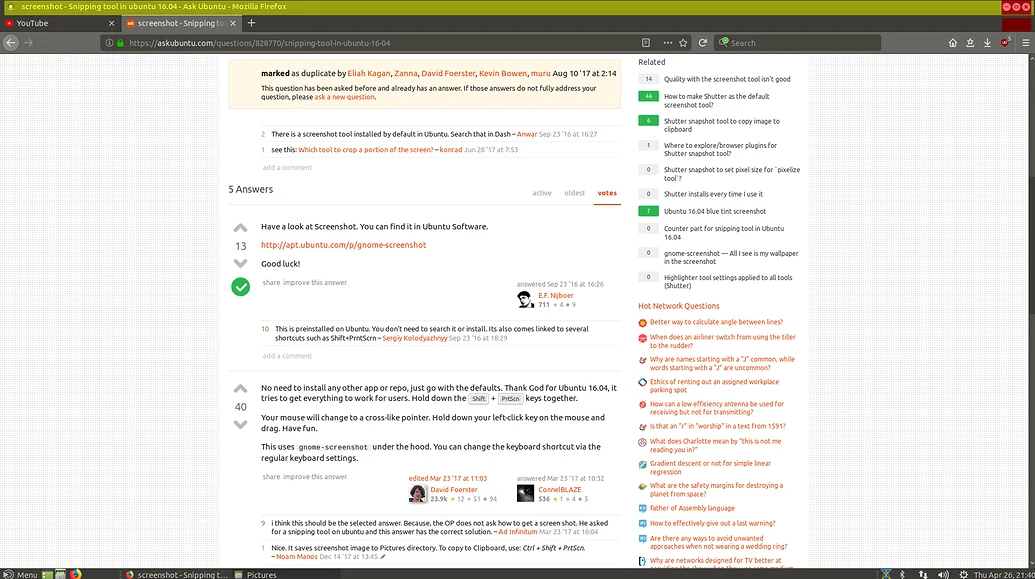 screenshot - Snipping tool in ubuntu 16.04 - Ask Ubuntu - Mozilla Firefox
YouTube
screenshot - Snipping too
https://askubuntu.com/questions/828770/snipping-tool-in-ubuntu-16-04
Search
marked as duplicate by Eliah Kagan, Zanna, David Foerster, Kevin Bowen, muru Aug 10 '17 at 2:14
This question has been asked before and already has an answer. If those answers do not fully address your
question, please ask a new question.
2 There is a screenshot tool installed by default in Ubuntu. Search that in Dash – Anwar Sep 23 '16 at 16:27
1 see this: Which tool to crop a portion of the screen? – konrad Jun 28 '17 at 7:53
add a comment
5 Answers
active oldest votes
Have a look at Screenshot. You can find it in Ubuntu Software.
13
http://apt.ubuntu.com/p/gnome-screenshot
Good luck!
share improve this answer
answered Sep 23 '16 at 16:26
E.F. Nijboer
711 4 9
10 This is preinstalled on Ubuntu. You don't need to search it or install. Its also comes linked to several
shortcuts such as Shift+PrntScrn – Sergiy Kolodyazhnyy Sep 23 '16 at 18:29
add a comment
40
No need to install any other app or repo, just go with the defaults. Thank God for Ubuntu 16.04, it
tries to get everything to work for users. Hold down the Shift + PrtScn keys together.
Your mouse will change to a cross-like pointer. Hold down your left-click key on the mouse and
drag. Have fun.
This uses gnome-screenshot under the hood. You can change the keyboard shortcut via the
regular keyboard settings.
share improve this answer
edited Mar 23 '17 at 11:03
David Foerster
23.9k 12 51 94
answered Mar 23 '17 at 10:32
ConnelBLAZE
536 1 4 5
9 i think this should be the selected answer. Because, the OP does not ask how to get a screen shot. He asked
for a snipping tool on ubuntu and this answer has the correct solution. – Ad Infinitum Mar 23 '17 at 16:04
1 Nice. It saves screenshot image to Pictures directory. To copy to Clipboard, use: Ctrl + Shift + PrtScn.
– Noam Manos Dec 14 '17 at 13:45
Related
14 Quality with the screenshot tool isn't good
44 How to make Shutter as the default
screenshot tool?
6 Shutter snapshot tool to copy image to
clipboard
1 Where to explore/browser plugins for
Shutter snapshot tool?
0 Shutter snapshot to set pixel size for `pixelize
tool`?
0 Shutter installs every time I use it
7 Ubuntu 16.04 blue tint screenshot
0 Counter part for snipping tool in Ubuntu
16.04
0 gnome-screenshot — All I see is my wallpaper
in the screenshot
0 Highlighter tool settings applied to all tools
(Shutter)
Hot Network Questions
Better way to calculate angle between lines?
When does an airliner switch from using the tiller
to the rudder?
Why are names starting with a "J" common, while
words starting with a "J" are uncommon?
Ethics of renting out an assigned workplace
parking spot
How can a low efficiency antenna be used for
receiving but not for transmitting?
Is that an "r" in "worship" in a text from 1591?
What does Charlotte mean by "this is not me
reading you in?"
Gradient descent or not for simple linear
regression
What are the safety margins for destroying a
planet from space?
Father of Assembly language
How to effectively give out a last warning?
Are there any ways to avoid unwanted
approaches when not wearing a wedding ring?
Why are networks designed for TV better at
Menu
screenshot - Snipping t...
Pictures
Thu Apr 26, 21:40